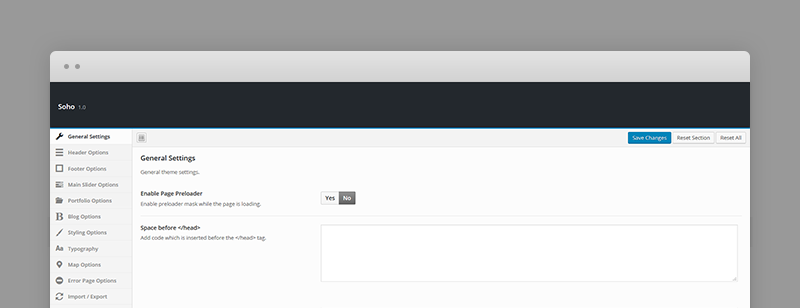 Soho 1.0
General Settings
Header Options
Footer Options
Main Slider Options
Portfolio Options
Blog Options
Styling Options
Typography
Map Options
Error Page Options
Import / Export
Save Changes
Reset Section
Reset All
General Settings
General theme settings.
Enable Page Preloader
Enable preloader mask while the page is loading.
Yes No
Space before </head>
Add code which is inserted before the </head> tag.